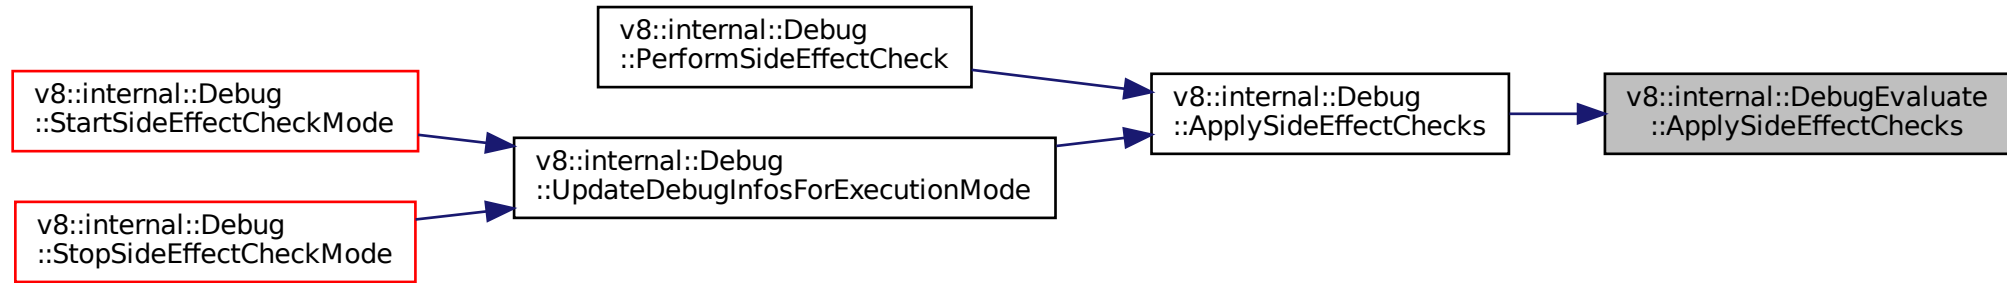 v8::internal::Debug
::StartSideEffectCheckMode
v8::internal::Debug
::StopSideEffectCheckMode
v8::internal::Debug
::PerformSideEffectCheck
v8::internal::Debug
::UpdateDebugInfosForExecutionMode
v8::internal::Debug
::ApplySideEffectChecks
v8::internal::DebugEvaluate
::ApplySideEffectChecks